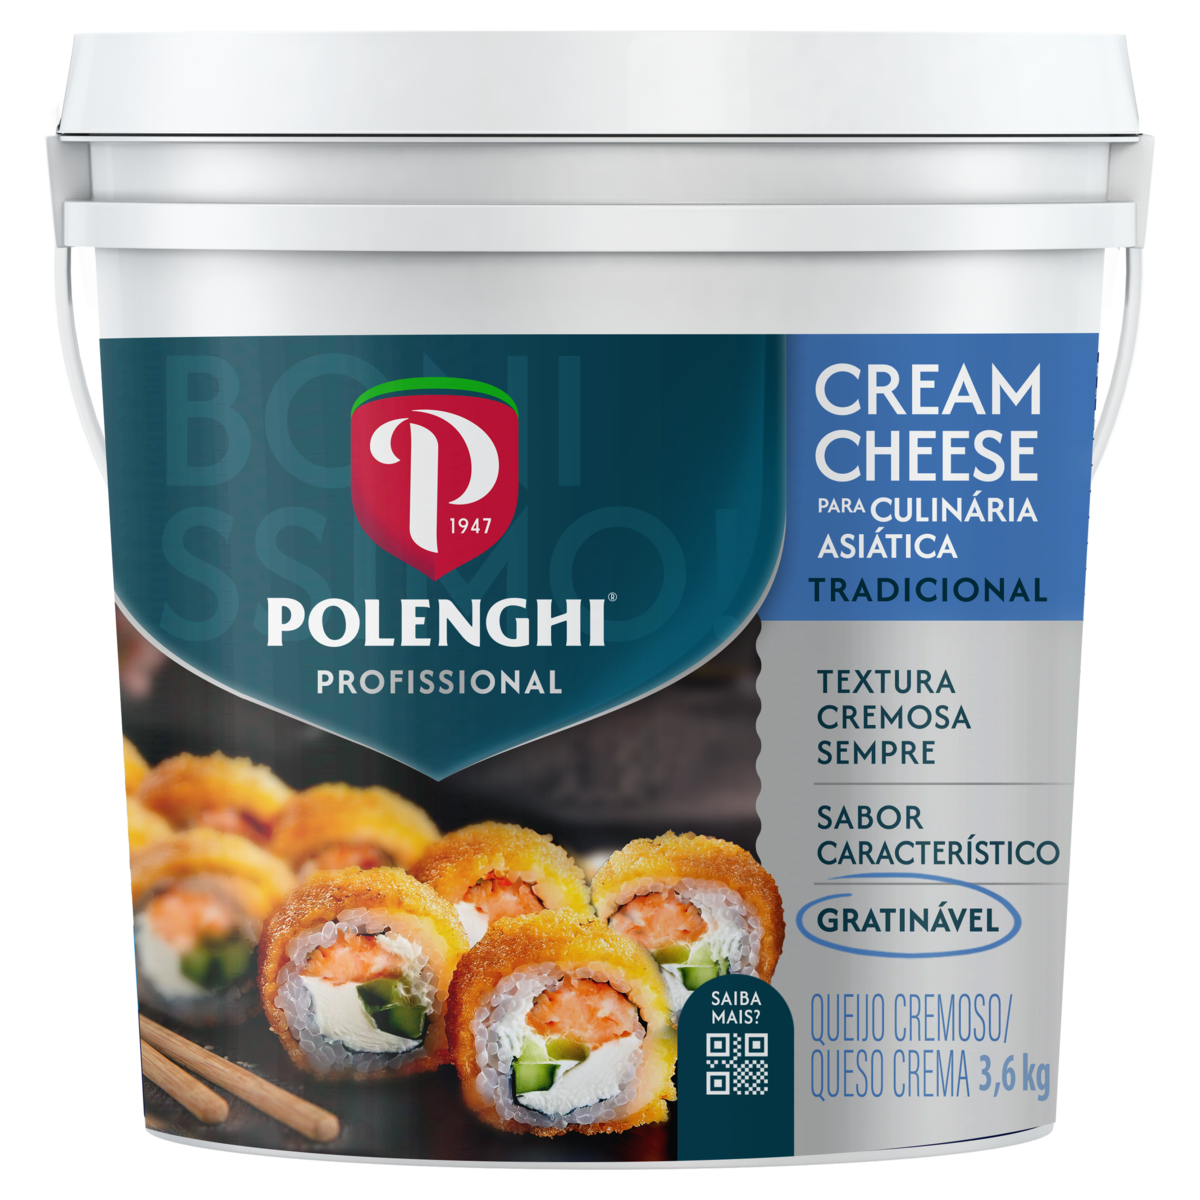 BONI
SSIMO!
P
1947
POLENGHI®
PROFISSIONAL
CREAM
CHEESE
PARA CULINÁRIA
ASIÁTICA
TRADICIONAL
TEXTURA
CREMOSA
SEMPRE
SABOR
CARACTERÍSTICO
GRATINÁVEL
SAIBA
MAIS?
QUEIJO CREMOSO/
QUESO CREMA 3,6 kg